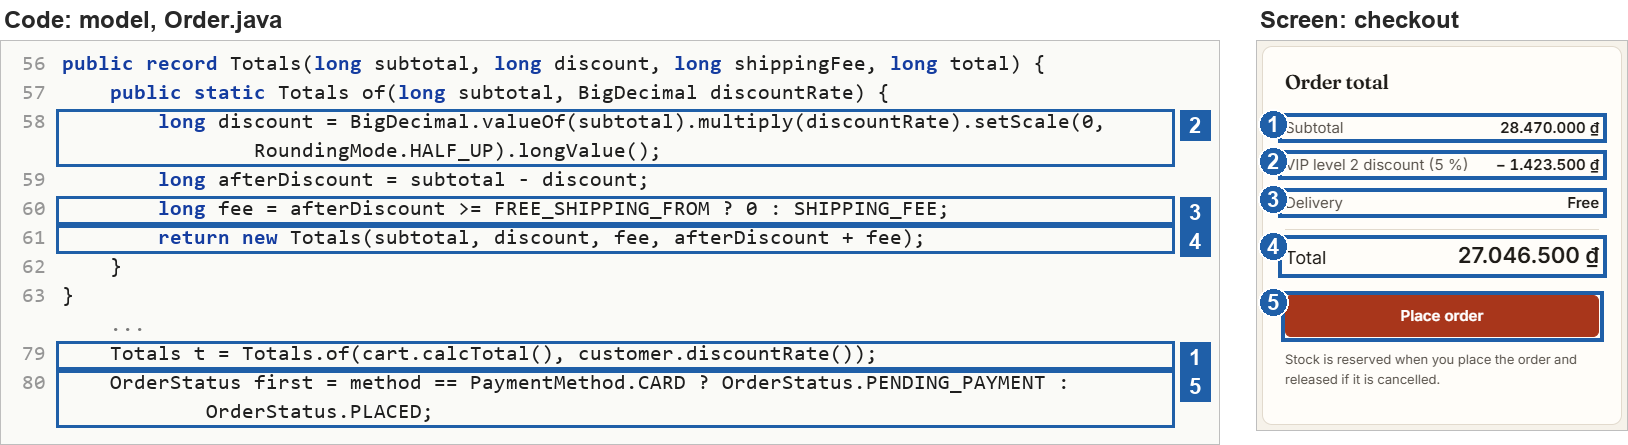 Code: model, Order.java
56 public record Totals(long subtotal, long discount, long shippingFee, long total) {
57 public static Totals of(long subtotal, BigDecimal discountRate) {
58 long discount = BigDecimal.valueOf(subtotal).multiply(discountRate).setScale(0,
RoundingMode.HALF_UP).longValue();
2
59 long afterDiscount = subtotal - discount;
60 long fee = afterDiscount >= FREE_SHIPPING_FROM ? 0 : SHIPPING_FEE;
3
61 return new Totals(subtotal, discount, fee, afterDiscount + fee);
4
62 }
63 }
...
79 Totals t = Totals.of(cart.calcTotal(), customer.discountRate());
1
80 OrderStatus first = method == PaymentMethod.CARD ? OrderStatus.PENDING_PAYMENT :
OrderStatus.PLACED;
5
Screen: checkout
Order total
1 Subtotal 28.470.000 ₫
2 VIP level 2 discount (5 %) − 1.423.500 ₫
3 Delivery Free
4 Total 27.046.500 ₫
5 Place order
Stock is reserved when you place the order and
released if it is cancelled.